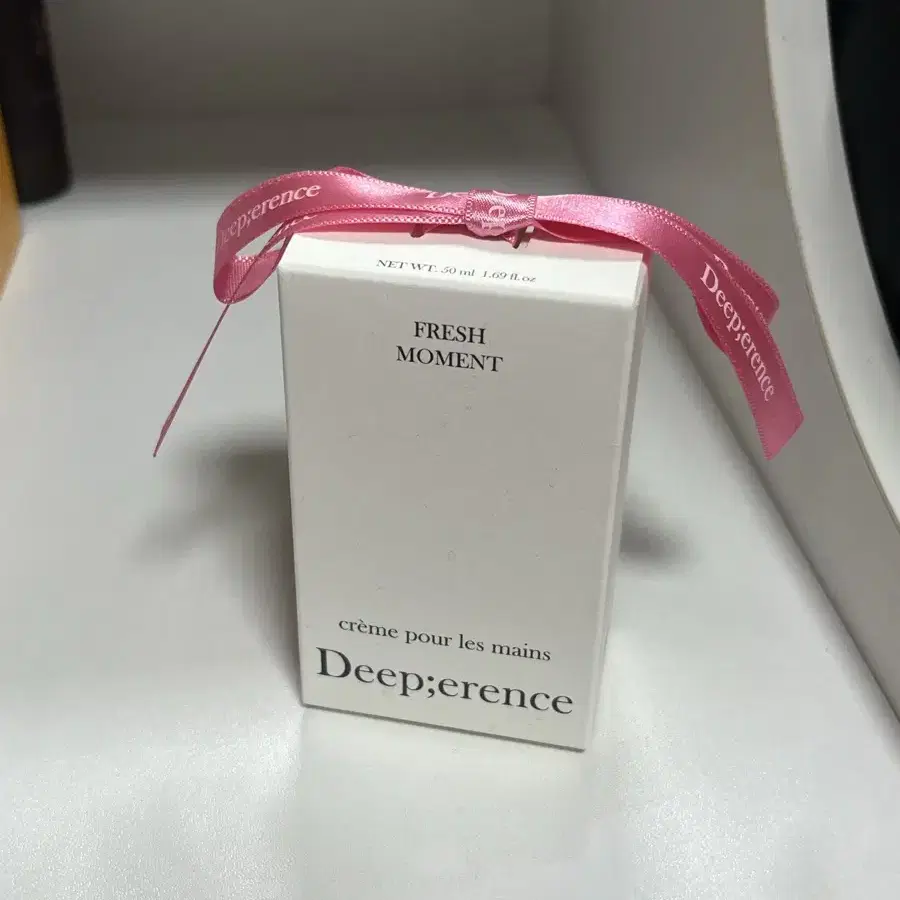 Deep;erence
Deep;erence
NET WT. 50 ml 1.69 fl.oz
FRESH
MOMENT
crème pour les mains
Deep;erence